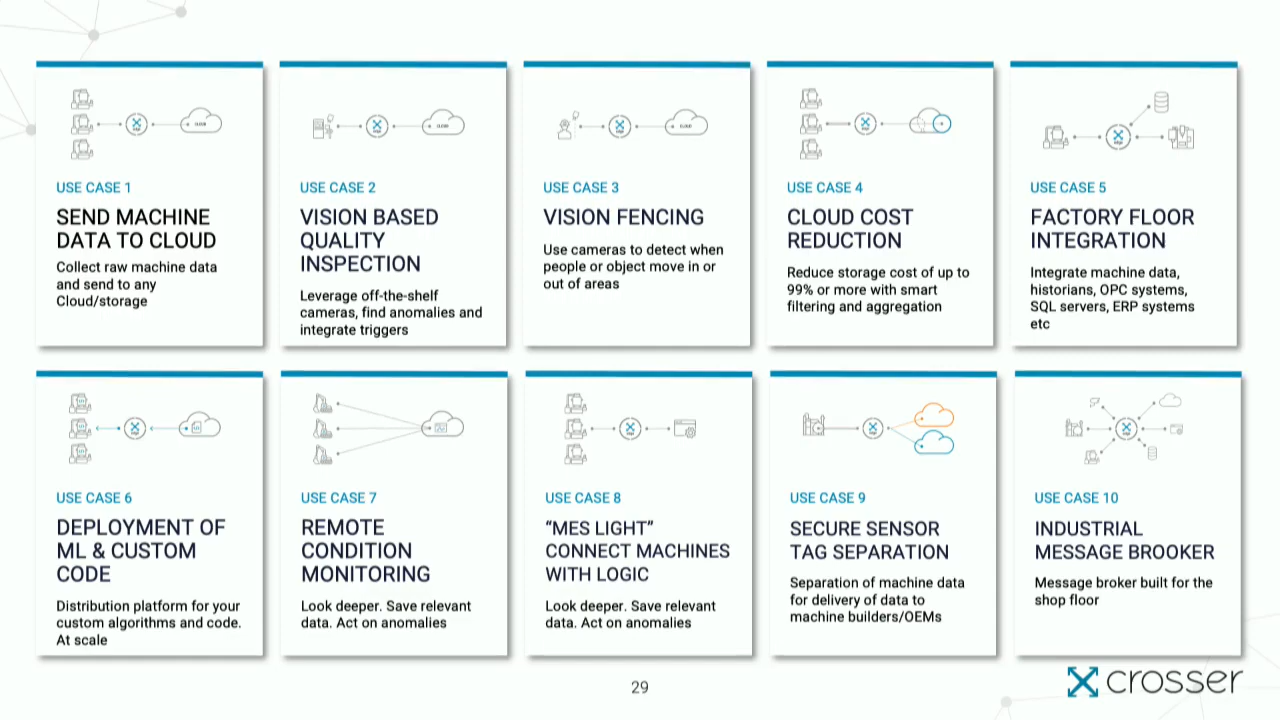 USE CASE 1
SEND MACHINE
DATA TO CLOUD
Collect raw machine data
and send to any
Cloud/storage
USE CASE 2
VISION BASED
QUALITY
INSPECTION
Leverage off-the-shelf
cameras, find anomalies and
integrate triggers
USE CASE 3
VISION FENCING
Use cameras to detect when
people or object move in or
out of areas
USE CASE 4
CLOUD COST
REDUCTION
Reduce storage cost of up to
99% or more with smart
filtering and aggregation
USE CASE 5
FACTORY FLOOR
INTEGRATION
Integrate machine data,
historians, OPC systems,
SQL servers, ERP systems
etc
USE CASE 6
DEPLOYMENT OF
ML & CUSTOM
CODE
Distribution platform for your
custom algorithms and code.
At scale
USE CASE 7
REMOTE
CONDITION
MONITORING
Look deeper. Save relevant
data. Act on anomalies
USE CASE 8
“MES LIGHT”
CONNECT MACHINES
WITH LOGIC
Look deeper. Save relevant
data. Act on anomalies
USE CASE 9
SECURE SENSOR
TAG SEPARATION
Separation of machine data
for delivery of data to
machine builders/OEMs
USE CASE 10
INDUSTRIAL
MESSAGE BROOKER
Message broker built for the
shop floor
29
crosser